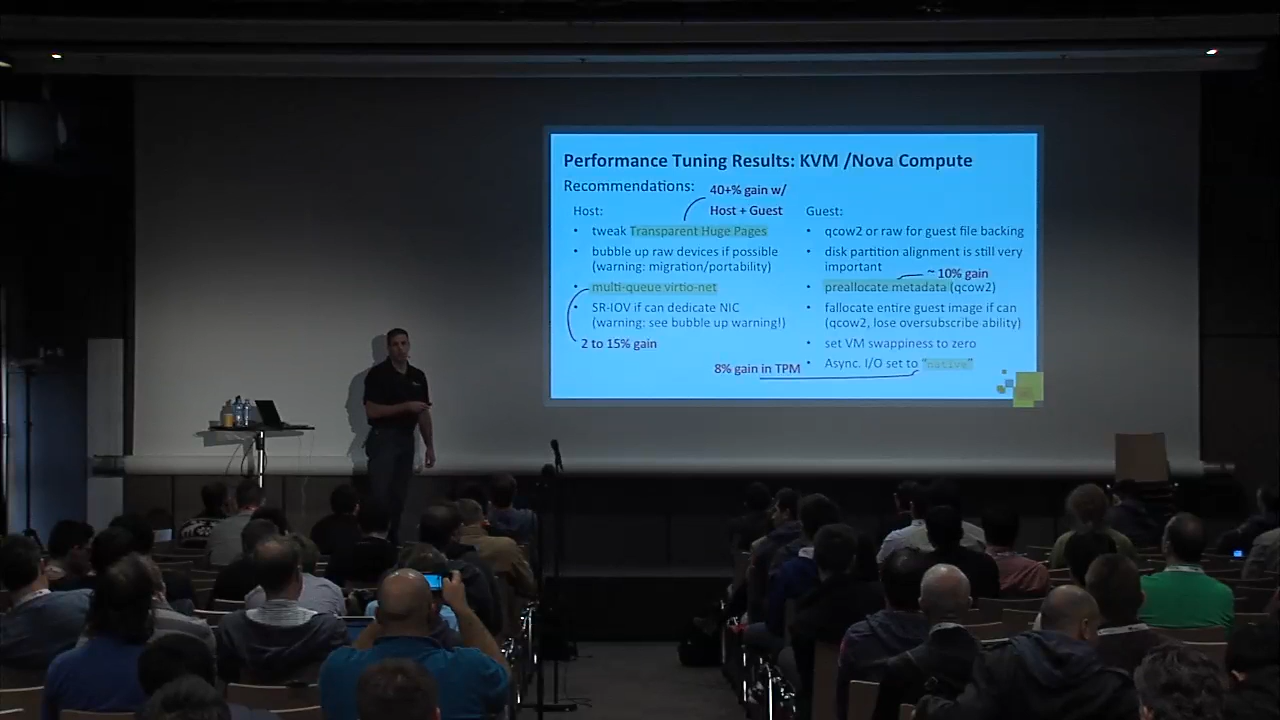 Performance Tuning Results: KVM /Nova Compute
Recommendations:
40+% gain w/
Host + Guest
Host:
• tweak Transparent Huge Pages
• bubble up raw devices if possible
(warning: migration/portability)
• multi-queue virtio-net
• SR-IOV if can dedicate NIC
(warning: see bubble up warning!)
2 to 15% gain
Guest:
• qcow2 or raw for guest file backing
• disk partition alignment is still very
important
~ 10% gain
• preallocate metadata (qcow2)
• fallocate entire guest image if can
(qcow2, lose oversubscribe ability)
• set VM swappiness to zero
• Async. I/O set to "native"
8% gain in TPM